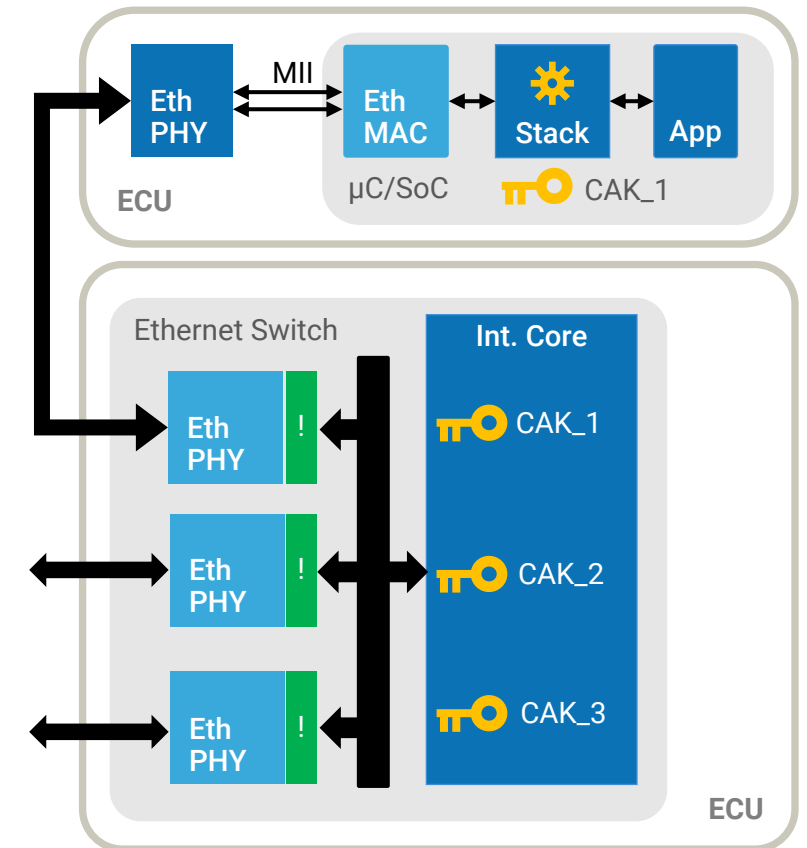 MII
Eth
PHY
Eth
MAC
Stack
App
µC/SoC
CAK_1
ECU
Ethernet Switch
Int. Core
Eth
PHY
!
CAK_1
Eth
PHY
!
CAK_2
Eth
PHY
!
CAK_3
ECU